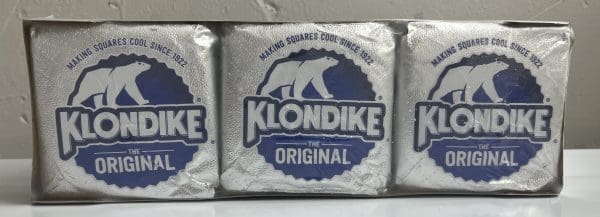 MAKING SQUARES COOL SINCE 1922
KLONDIKE®
THE
ORIGINAL
MAKING SQUARES COOL SINCE 1922
KLONDIKE®
THE
ORIGINAL
MAKING SQUARES COOL SINCE 1922
KLONDIKE®
THE
ORIGINAL